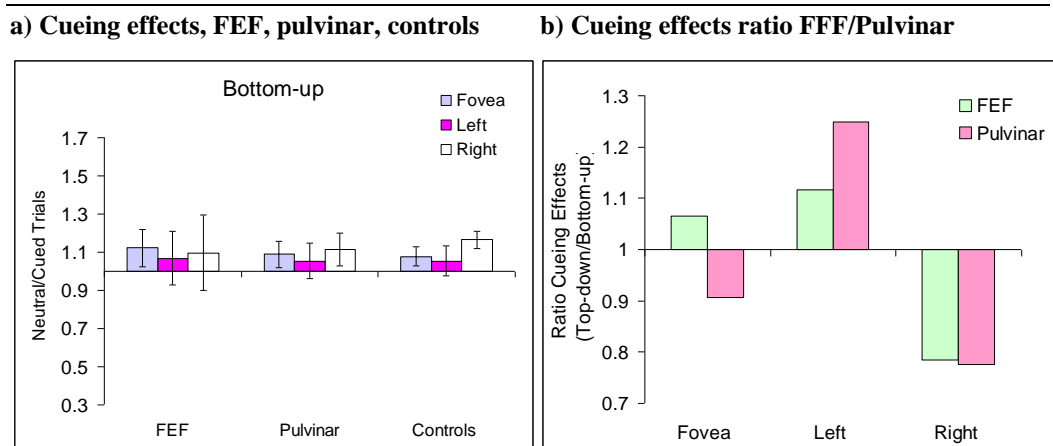 a) Cueing effects, FEF, pulvinar, controls
b) Cueing effects ratio FFF/Pulvinar
Bottom-up
Fovea
Left
Right
Neutral/Cued Trials
1.7
1.5
1.3
1.1
0.9
0.7
0.5
0.3
FEF
Pulvinar
Controls
FEF
Pulvinar
Ratio Cueing Effects
(Top-down/Bottom-up)
1.3
1.2
1.1
1
0.9
0.8
0.7
Fovea
Left
Right